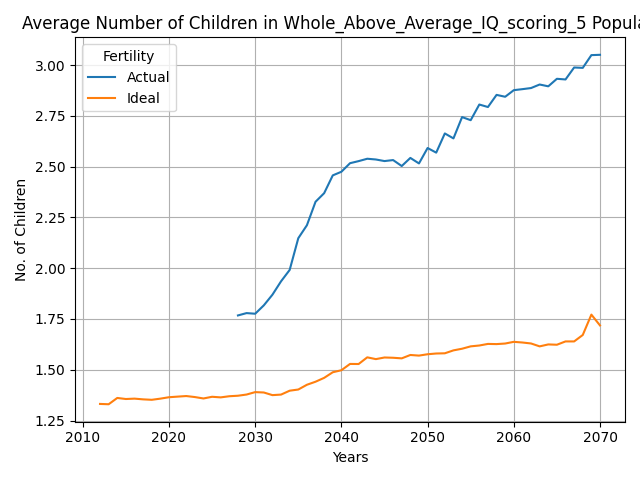 Average Number of Children in Whole_Above_Average_IQ_scoring_5 Popula
Fertility
Actual
Ideal
3.00
2.75
2.50
2.25
2.00
1.75
1.50
1.25
No. of Children
2010 2020 2030 2040 2050 2060 2070
Years